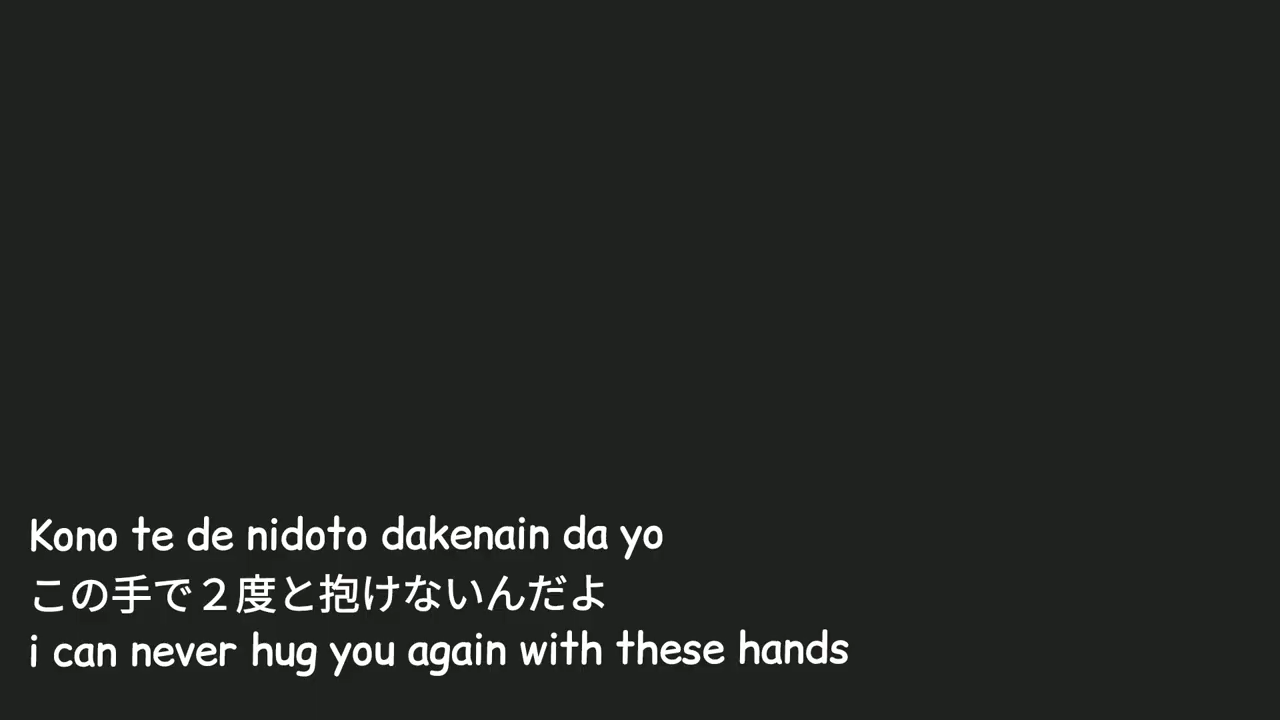 Kono te de nidoto dakenain da yo
この手で２度と抱けないんだよ
i can never hug you again with these hands